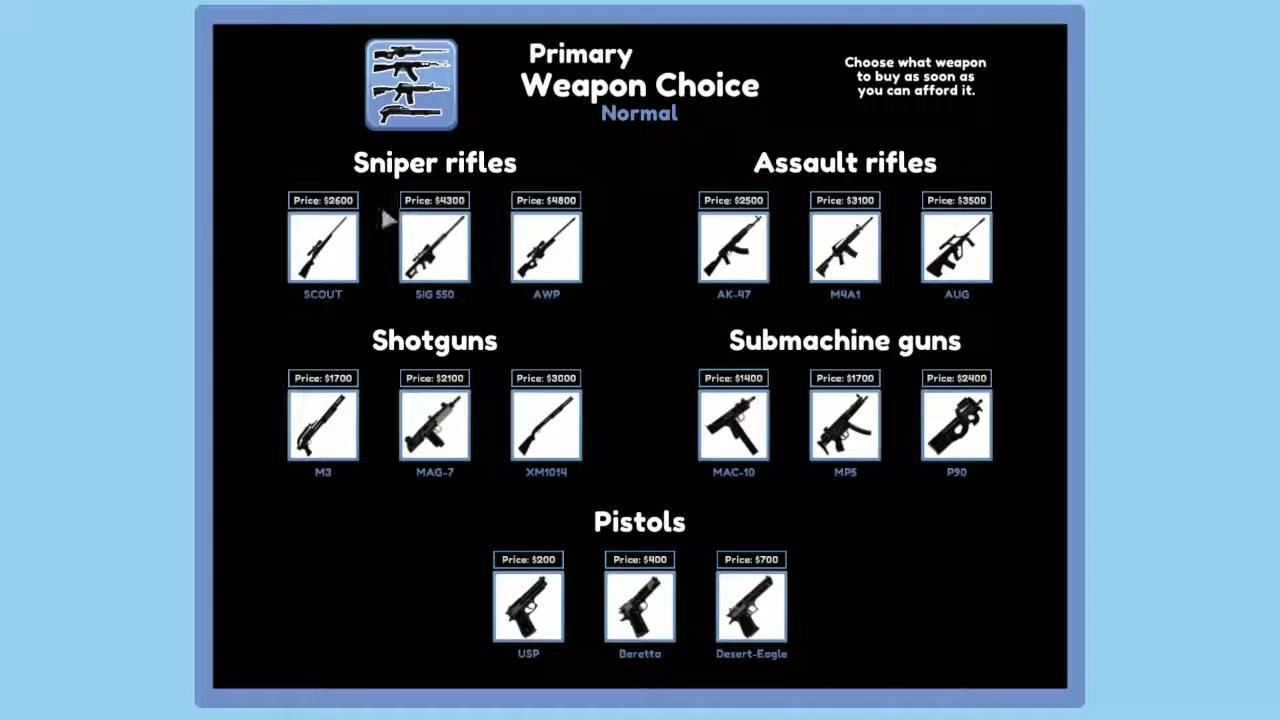 Primary
Weapon Choice
Normal
Choose what weapon
to buy as soon as
you can afford it.
Sniper rifles
Price: $2600
Price: $4300
Price: $4800
SCOUT
SIG 550
AWP
Assault rifles
Price: $2500
Price: $3100
Price: $3500
AK-47
M4A1
AUG
Shotguns
Price: $1700
Price: $2100
Price: $3000
M3
MAG-7
XM1014
Submachine guns
Price: $1400
Price: $1700
Price: $2400
MAC-10
MP5
P90
Pistols
Price: $200
Price: $400
Price: $700
USP
Beretta
Desert-Eagle